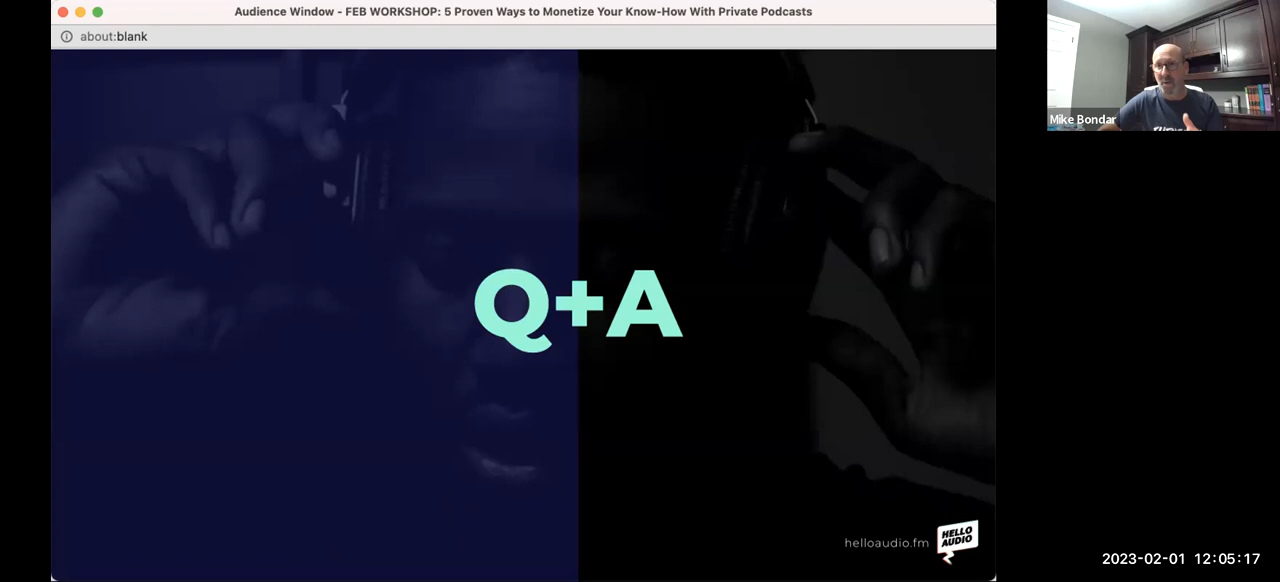 Audience Window - FEB WORKSHOP: 5 Proven Ways to Monetize Your Know-How With Private Podcasts
about:blank
Mike Bondar
Q+A
helloaudio.fm
HELLO
AUDIO
2023-02-01 12:05:17